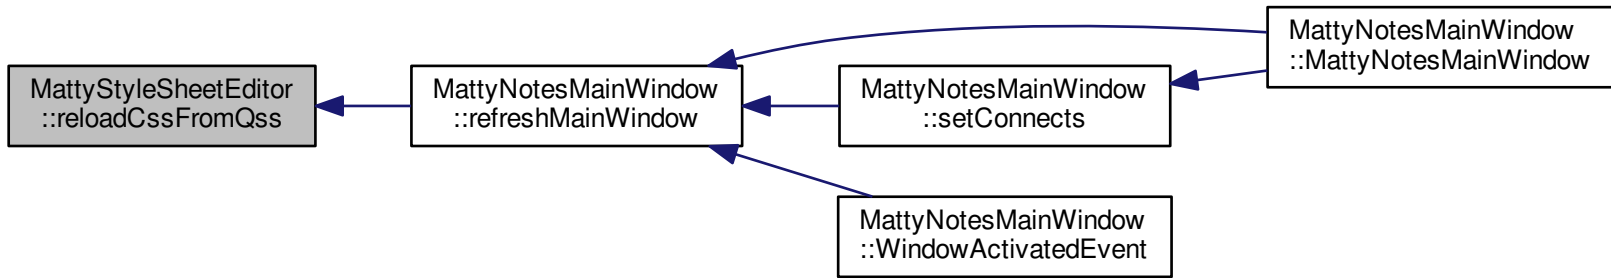 MattyStyleSheetEditor
::reloadCssFromQss
MattyNotesMainWindow
::refreshMainWindow
MattyNotesMainWindow
::setConnects
MattyNotesMainWindow
::MattyNotesMainWindow
MattyNotesMainWindow
::WindowActivatedEvent